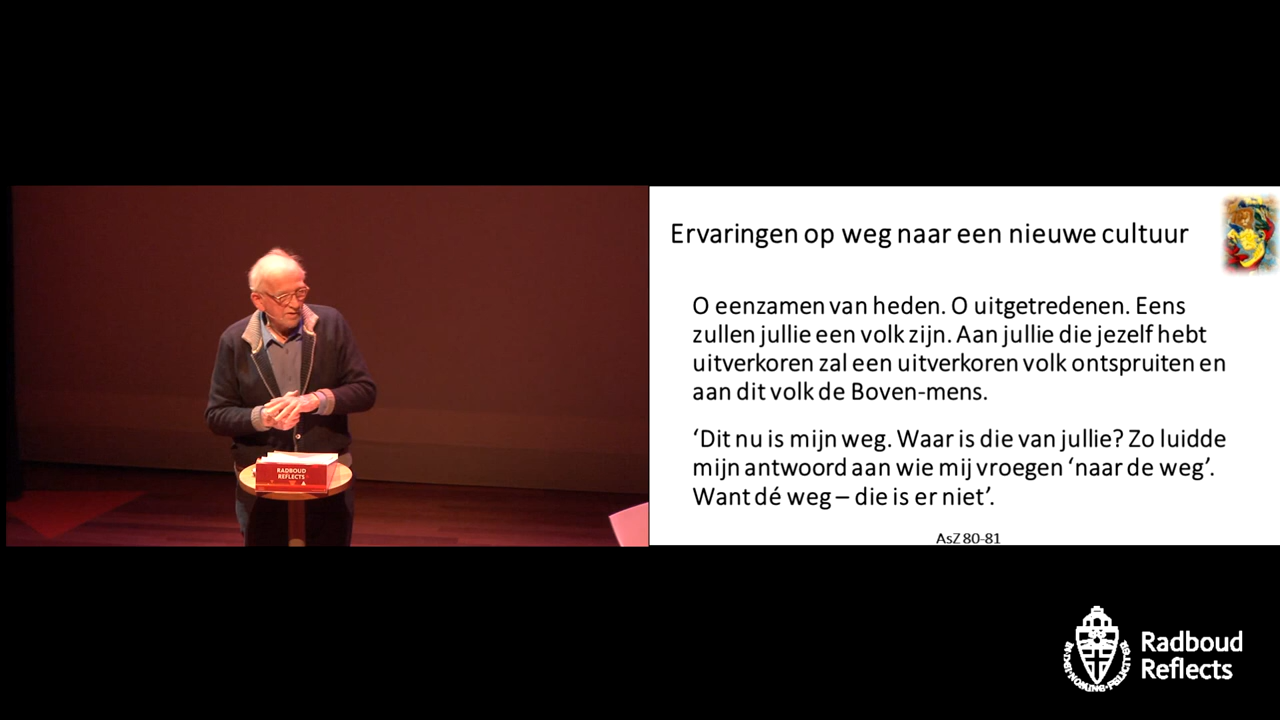 Ervaringen op weg naar een nieuwe cultuur
O eenzamen van heden. O uitgetredenen. Eens
zullen jullie een volk zijn. Aan jullie die jezelf hebt
uitverkoren zal een uitverkoren volk ontspruiten en
aan dit volk de Boven-mens.
‘Dit nu is mijn weg. Waar is die van jullie? Zo luidde
mijn antwoord aan wie mij vroegen ‘naar de weg’.
Want dé weg – die is er niet’.
AsZ 80-81
RADBOUD
REFLECTS
Radboud
Reflects